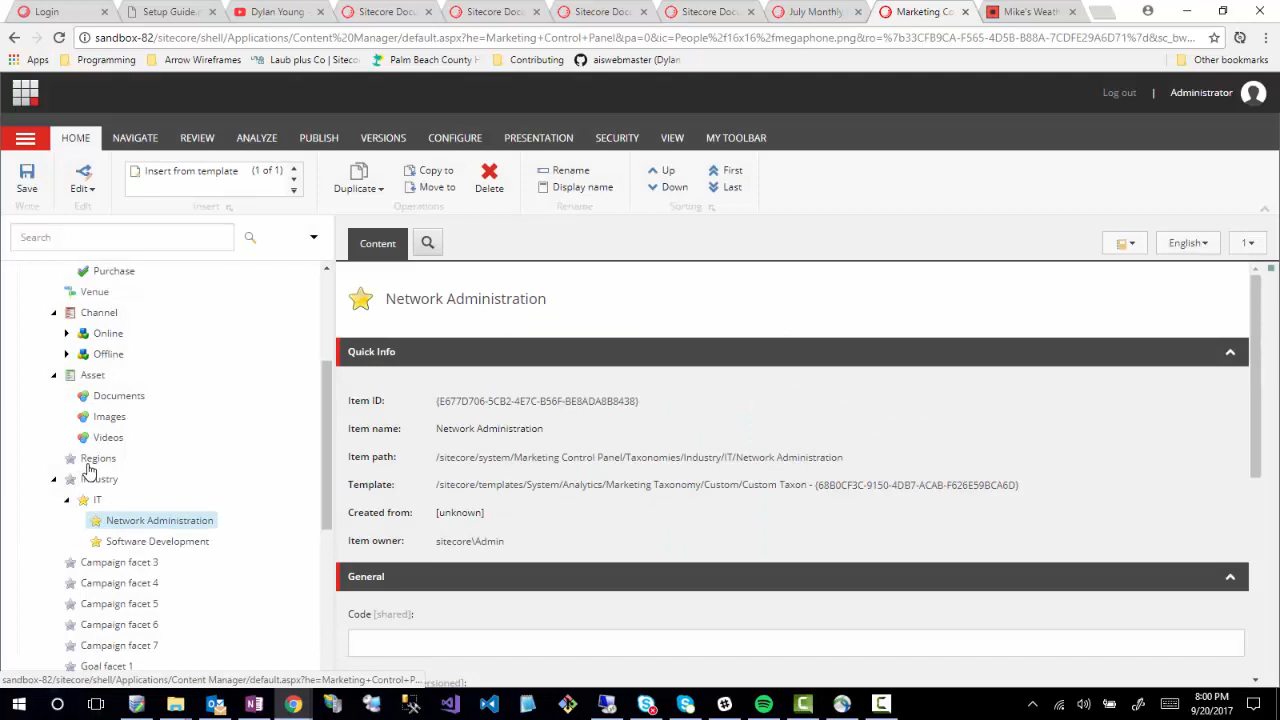 Login
Setup Guide
Dylan Young -
Sitecore Docu
Sitecore Docu
Sitecore Docu
Sitecore Docu
July Monthly
Marketing Co
Mike's Weath
sandbox-82/sitecore/shell/Applications/Content%20Manager/default.aspx?he=Marketing+Control+Panel&pa=0&ic=People%2f16x16%2fmegaphone.png&ro=%7b33CFB9CA-F565-4D5B-B88A-7CDFE29A6D71%7d&sc_bw...
Apps
Programming
Arrow Wireframes
Laub plus Co | Siteco
Palm Beach County
Contributing
aiswebmaster (Dylan
Other bookmarks
Log out | Administrator
HOME NAVIGATE REVIEW ANALYZE PUBLISH VERSIONS CONFIGURE PRESENTATION SECURITY VIEW MY TOOLBAR
Insert from template (1 of 1)
Copy to
Rename
Up
First
Save
Edit
Duplicate
Move to
Delete
Display name
Down
Last
Write
Edit
Insert
Operations
Rename
Sorting
Search
Content
English
1
Purchase
Venue
Channel
Online
Offline
Asset
Documents
Images
Videos
Regions
Industry
IT
Network Administration
Software Development
Campaign facet 3
Campaign facet 4
Campaign facet 5
Campaign facet 6
Campaign facet 7
Goal facet 1
Network Administration
Quick Info
Item ID: {E677D706-5CB2-4E7C-B56F-BE8ADA8B8438}
Item name: Network Administration
Item path: /sitecore/system/Marketing Control Panel/Taxonomies/Industry/IT/Network Administration
Template: /sitecore/templates/System/Analytics/Marketing Taxonomy/Custom/Custom Taxon - {68B0CF3C-9150-4DB7-ACAB-F626E59BCA6D}
Created from: [unknown]
Item owner: sitecore\Admin
General
Code [shared]:
sandbox-82/sitecore/shell/Applications/Content Manager/default.aspx?he=Marketing+Control+P...
8:00 PM
9/20/2017